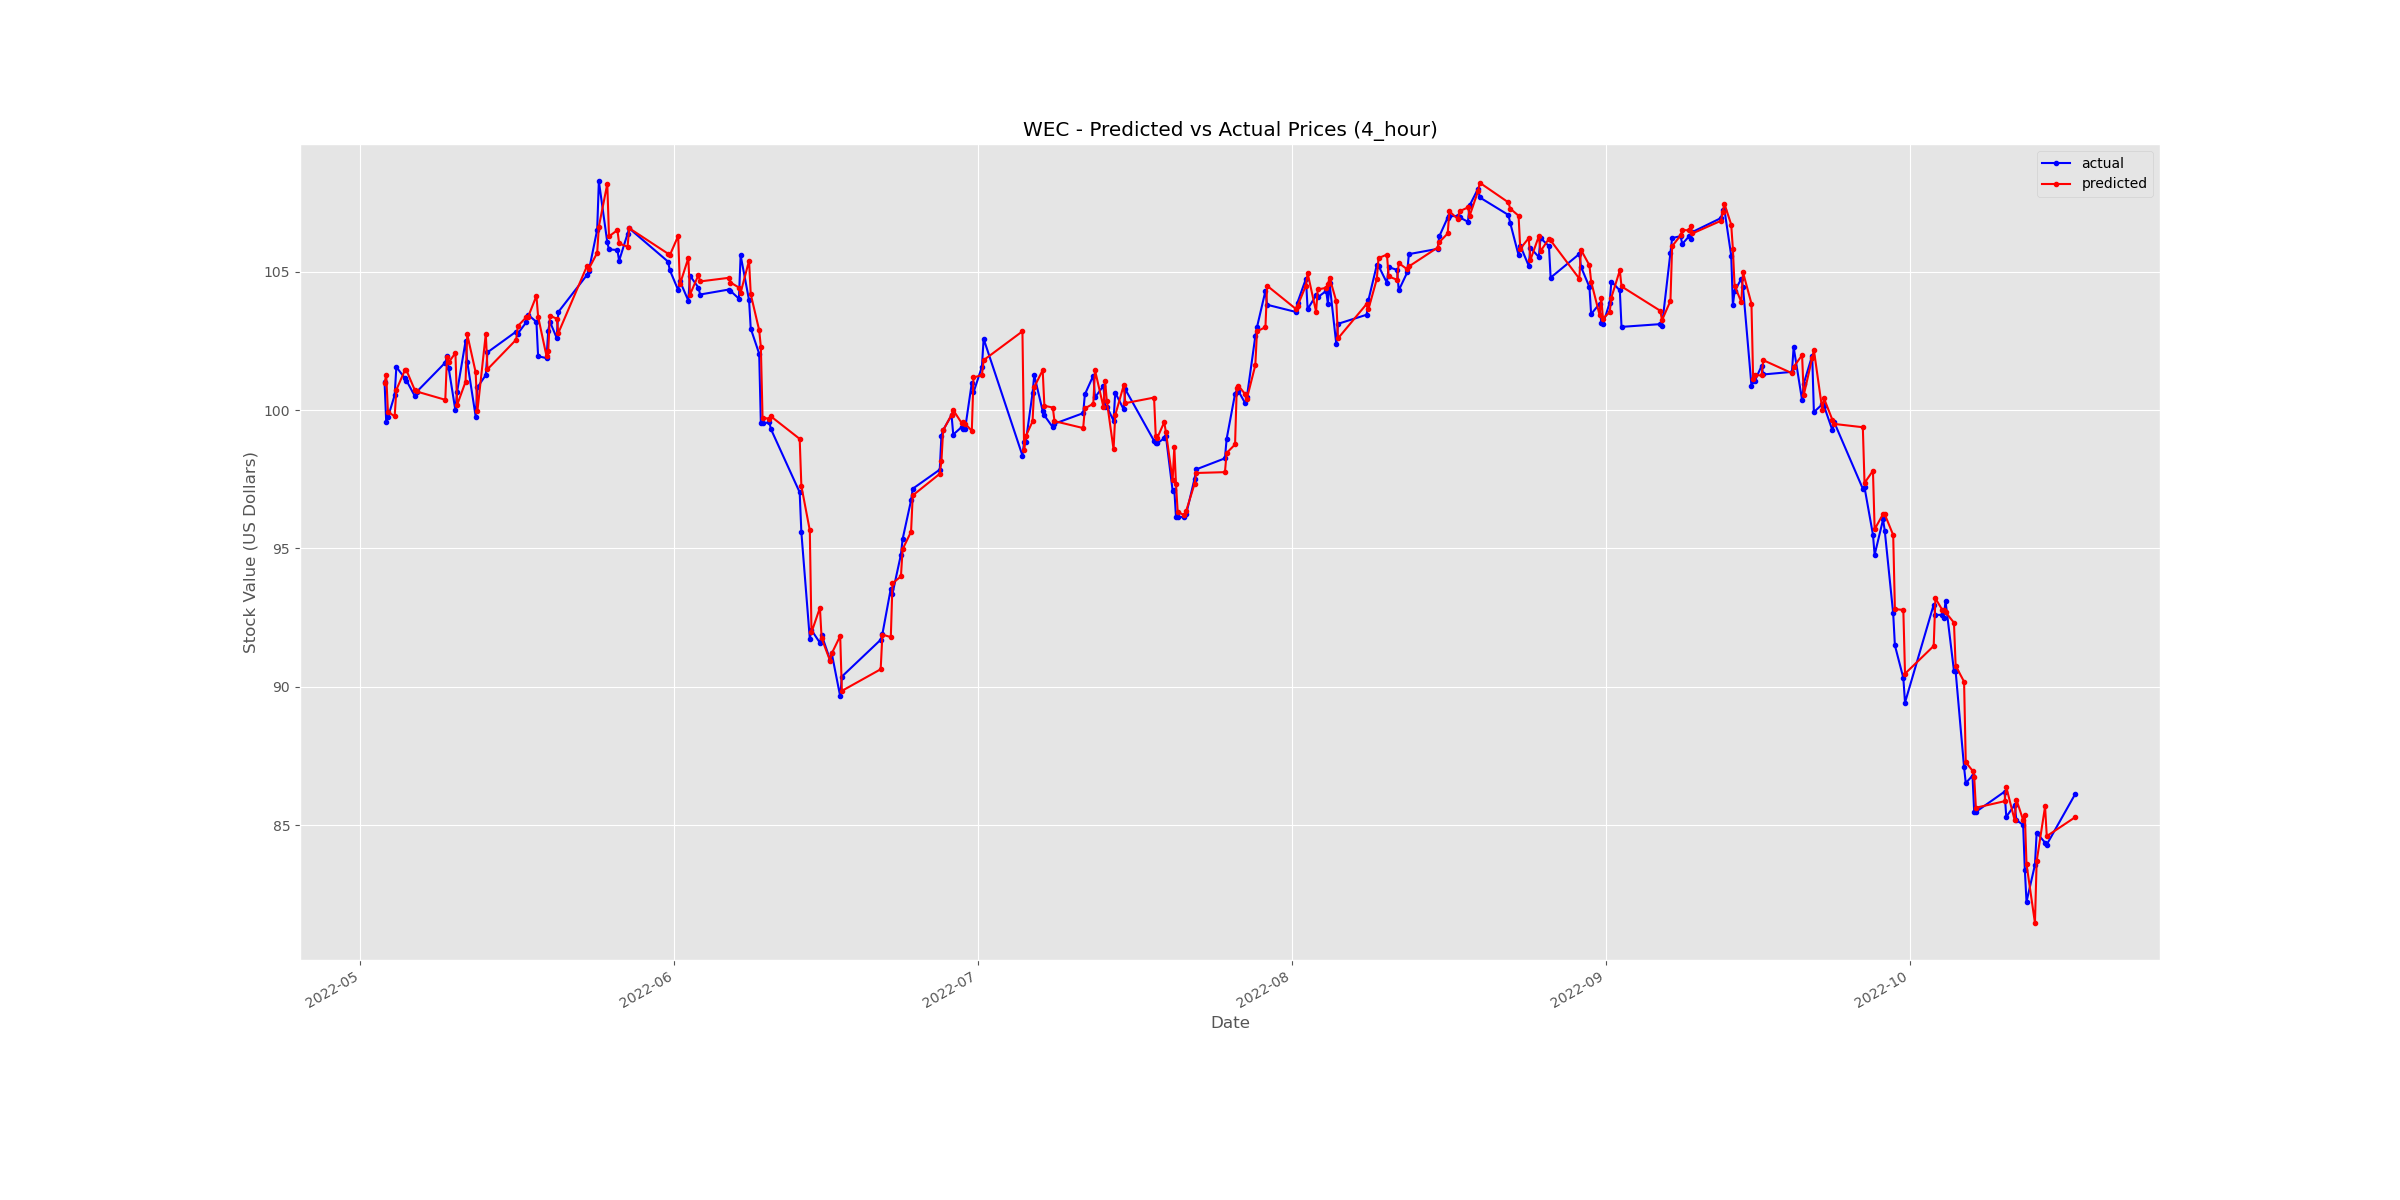 WEC - Predicted vs Actual Prices (4_hour)
actual
predicted
Stock Value (US Dollars)
105
100
95
90
85
2022-05
2022-06
2022-07
2022-08
2022-09
2022-10
Date